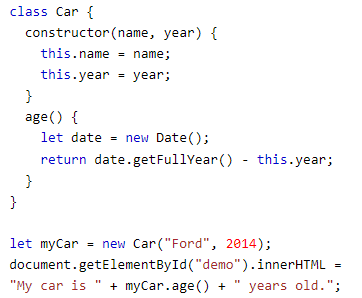 class Car {
  constructor(name, year) {
    this.name = name;
    this.year = year;
  }
  age() {
    let date = new Date();
    return date.getFullYear() - this.year;
  }
}

let myCar = new Car("Ford", 2014);
document.getElementById("demo").innerHTML =
"My car is " + myCar.age() + " years old.";